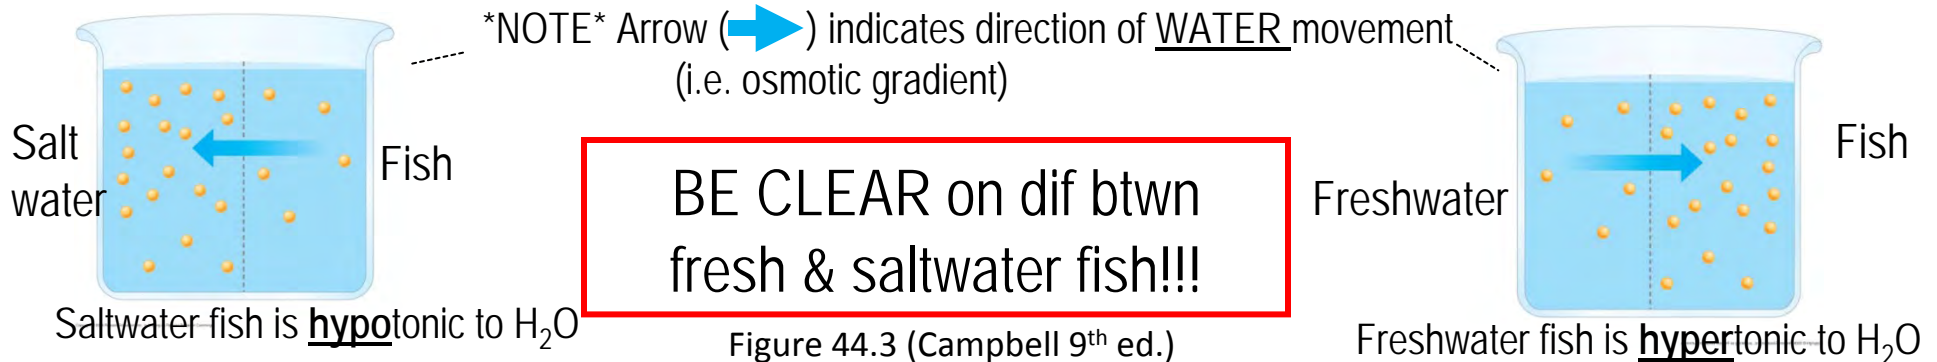 *NOTE* Arrow ( ) indicates direction of WATER movement
(i.e. osmotic gradient)
Salt
water
Fish
BE CLEAR on dif btwn
fresh & saltwater fish!!!
Freshwater
Fish
Saltwater fish is hypotonic to H₂O
Figure 44.3 (Campbell 9th ed.)
Freshwater fish is hypertonic to H₂O